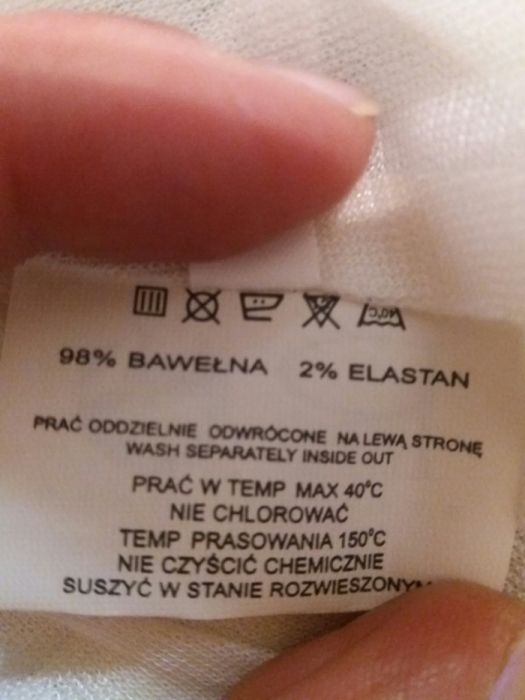 40°C
98% BAWEŁNA 2% ELASTAN
PRAĆ ODDZIELNIE ODWRÓCONE NA LEWĄ STRONĘ
WASH SEPARATELY INSIDE OUT
PRAĆ W TEMP MAX 40°C
NIE CHLOROWAĆ
TEMP PRASOWANIA 150°C
NIE CZYŚCIĆ CHEMICZNIE
SUSZYĆ W STANIE ROZWIESZONYM